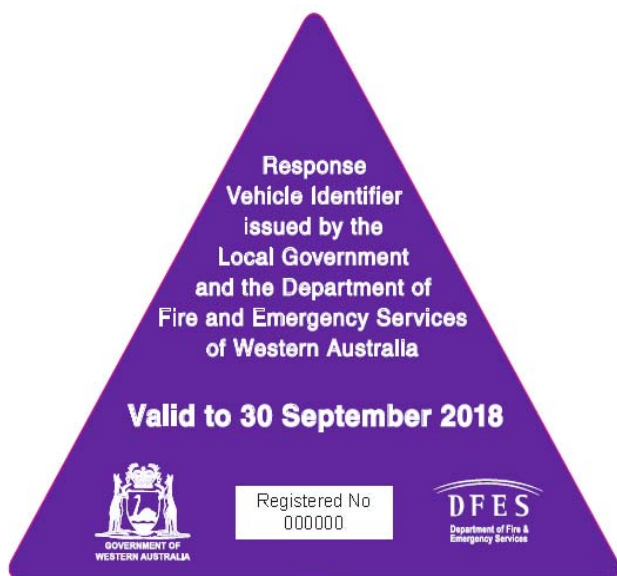 Response
Vehicle Identifier
issued by the
Local Government
and the Department of
Fire and Emergency Services
of Western Australia
Valid to 30 September 2018
GOVERNMENT OF
WESTERN AUSTRALIA
Registered No
000000
DFES
Department of Fire &
Emergency Services